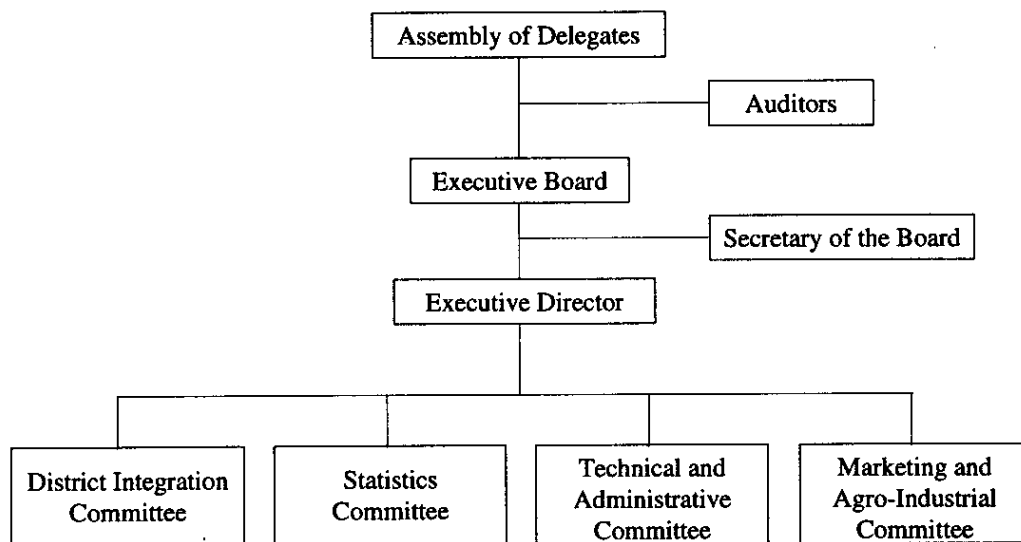 Assembly of Delegates
Auditors
Executive Board
Secretary of the Board
Executive Director
District Integration
Committee
Statistics
Committee
Technical and
Administrative
Committee
Marketing and
Agro-Industrial
Committee